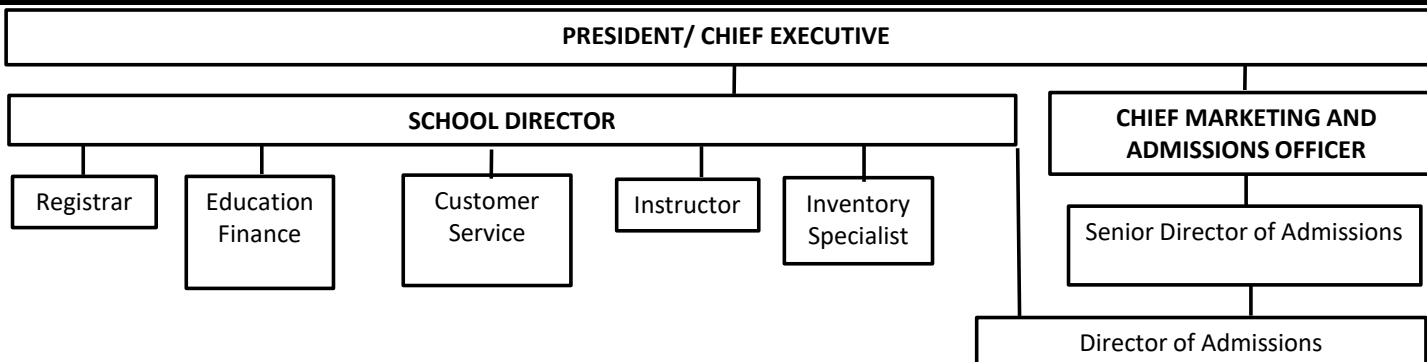 PRESIDENT/ CHIEF EXECUTIVE
SCHOOL DIRECTOR
CHIEF MARKETING AND
ADMISSIONS OFFICER
Registrar
Education
Finance
Customer
Service
Instructor
Inventory
Specialist
Senior Director of Admissions
Director of Admissions